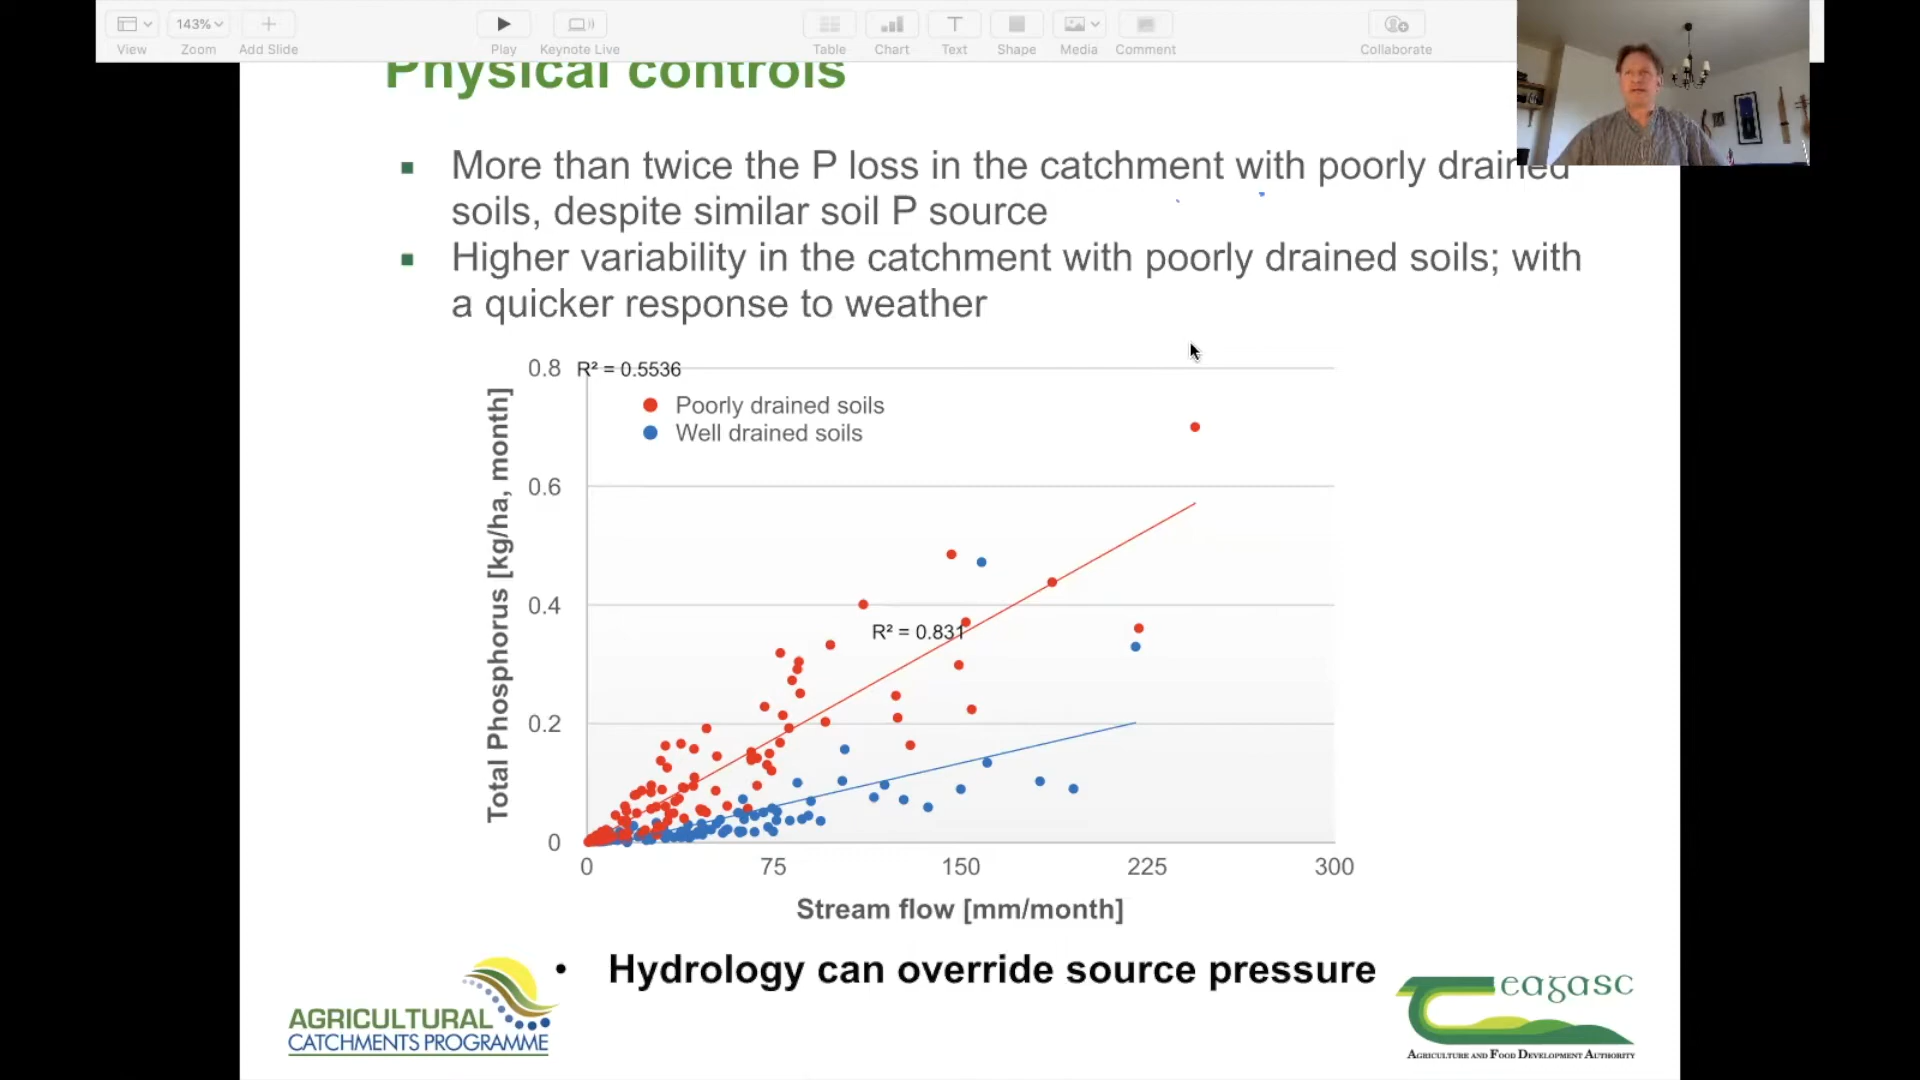 View
143%
Zoom
Add Slide
Play
Keynote Live
Table
Chart
Text
Shape
Media
Comment
Collaborate
Physical controls
More than twice the P loss in the catchment with poorly drained
soils, despite similar soil P source
Higher variability in the catchment with poorly drained soils; with
a quicker response to weather
Total Phosphorus [kg/ha, month]
0.8
0.6
0.4
0.2
0
R² = 0.5536
Poorly drained soils
Well drained soils
R² = 0.831
0 75 150 225 300
Stream flow [mm/month]
• Hydrology can override source pressure
AGRICULTURAL
CATCHMENTS PROGRAMME
eagasc
AGRICULTURE AND FOOD DEVELOPMENT AUTHORITY